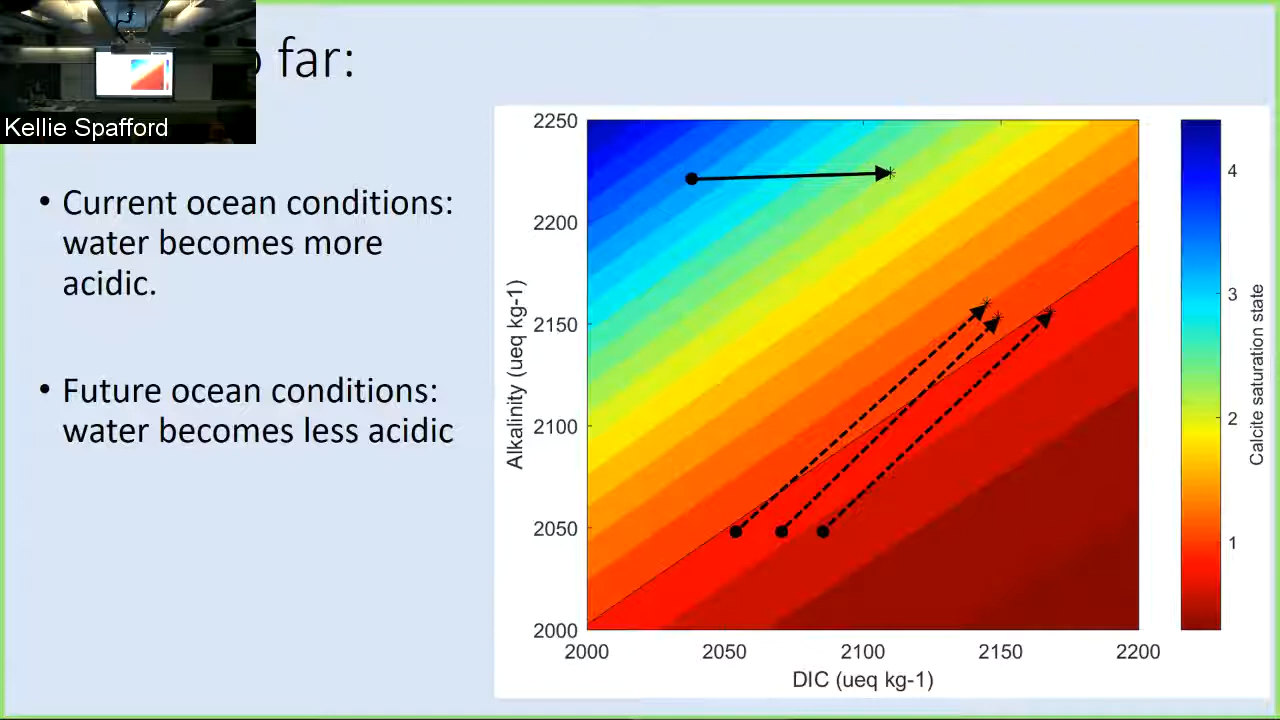 far:
Kellie Spafford
• Current ocean conditions:
water becomes more
acidic.
• Future ocean conditions:
water becomes less acidic
2250
2200
2150
2100
2050
2000
Alkalinity (ueq kg-1)
2000 2050 2100 2150 2200
DIC (ueq kg-1)
4
3
2
1
Calcite saturation state